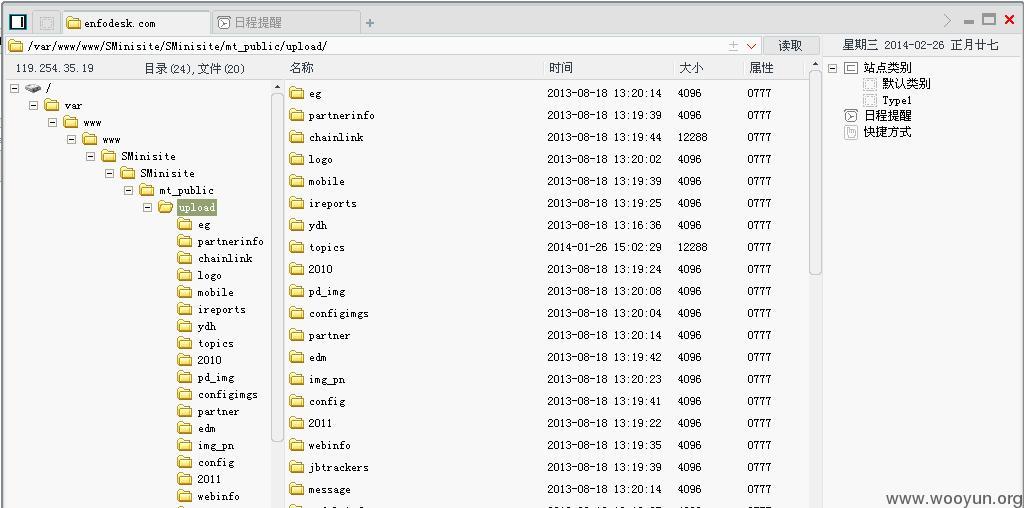 enfodesk.com 日程提醒
/var/www/www/SMinisite/SMinisite/mt_public/upload/ 读取 星期三 2014-02-26 正月廿七
119.254.35.19 目录(24),文件(20) 名称 时间 大小 属性
/
var
www
www
SMinisite
SMinisite
mt_public
upload
eg
partnerinfo
chainlink
logo
mobile
ireports
ydh
topics
2010
pd_img
configimgs
partner
edm
img_pn
config
2011
webinfo
eg 2013-08-18 13:20:14 4096 0777
partnerinfo 2013-08-18 13:19:39 4096 0777
chainlink 2013-08-18 13:19:44 12288 0777
logo 2013-08-18 13:20:02 4096 0777
mobile 2013-08-18 13:19:39 4096 0777
ireports 2013-08-18 13:19:25 4096 0777
ydh 2013-08-18 13:16:36 4096 0777
topics 2014-01-26 15:02:29 12288 0777
2010 2013-08-18 13:19:24 4096 0777
pd_img 2013-08-18 13:20:08 4096 0777
configimgs 2013-08-18 13:20:04 4096 0777
partner 2013-08-18 13:20:14 4096 0777
edm 2013-08-18 13:19:42 4096 0777
img_pn 2013-08-18 13:20:23 4096 0777
config 2013-08-18 13:19:41 4096 0777
2011 2013-08-18 13:19:22 4096 0777
webinfo 2013-08-18 13:19:35 4096 0777
jbtrackers 2013-08-18 13:19:39 4096 0777
message 2013-08-18 13:20:14 4096 0777
站点类别
默认类别
Type1
日程提醒
快捷方式
www.wooyun.org